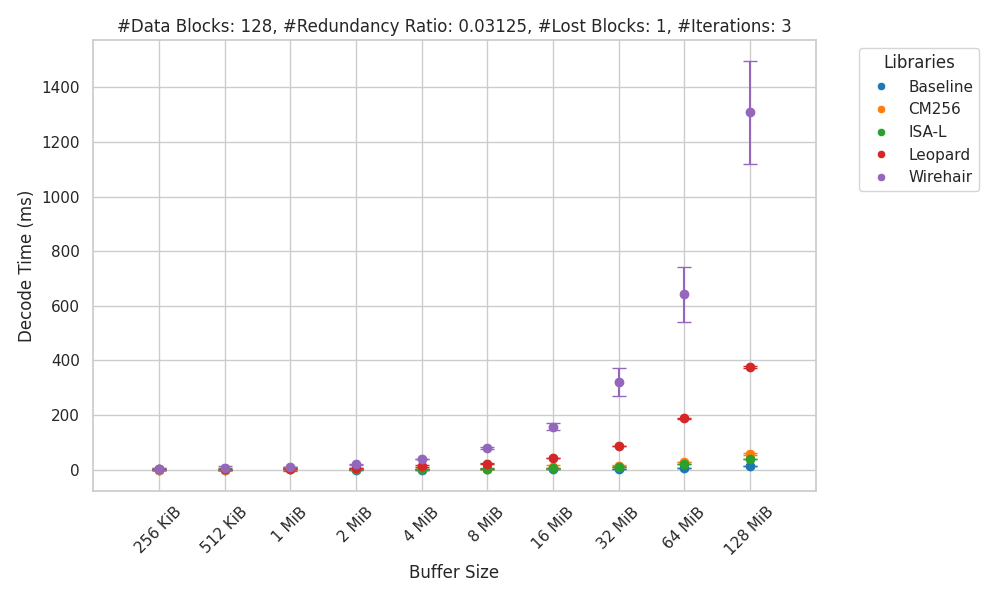 #Data Blocks: 128, #Redundancy Ratio: 0.03125, #Lost Blocks: 1, #Iterations: 3
Libraries
Baseline
CM256
ISA-L
Leopard
Wirehair
Decode Time (ms)
1400
1200
1000
800
600
400
200
0
256 KiB
512 KiB
1 MiB
2 MiB
4 MiB
8 MiB
16 MiB
32 MiB
64 MiB
128 MiB
Buffer Size